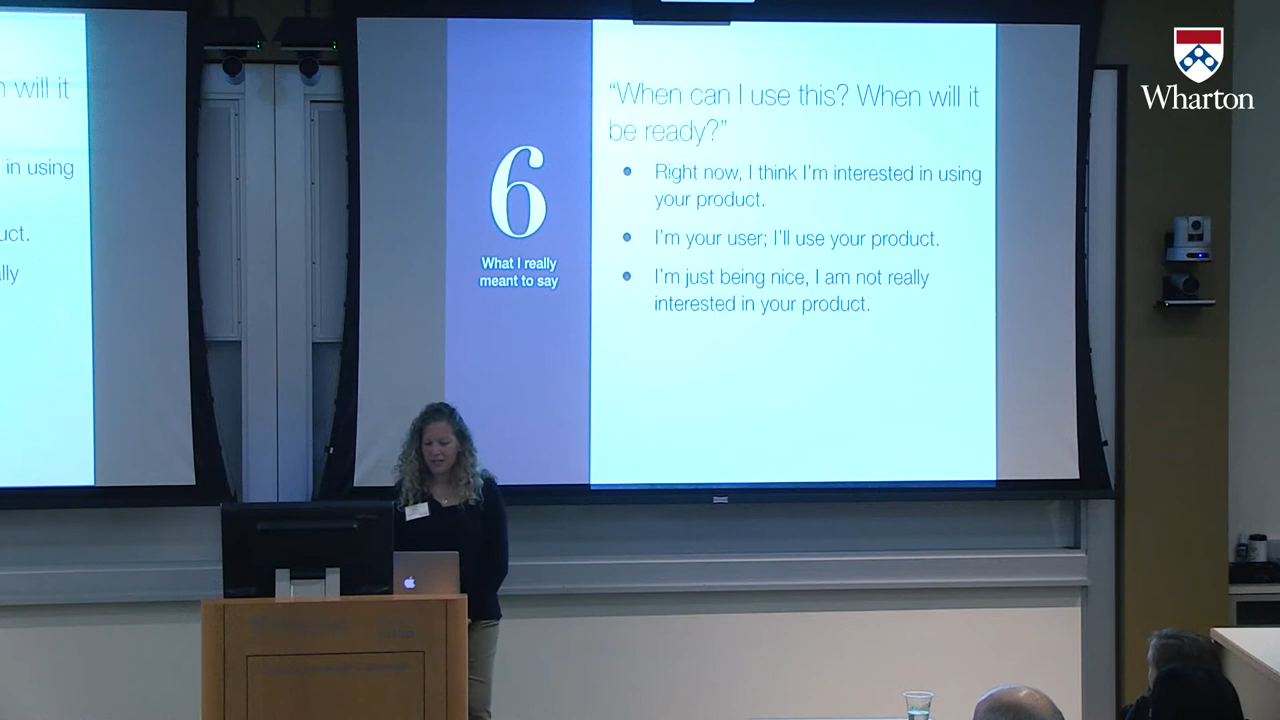 n will it
in using
uct.
lly
6
What I really
meant to say
“When can I use this? When will it
be ready?”
Right now, I think I’m interested in using
your product.
I’m your user; I’ll use your product.
I’m just being nice, I am not really
interested in your product.
Wharton